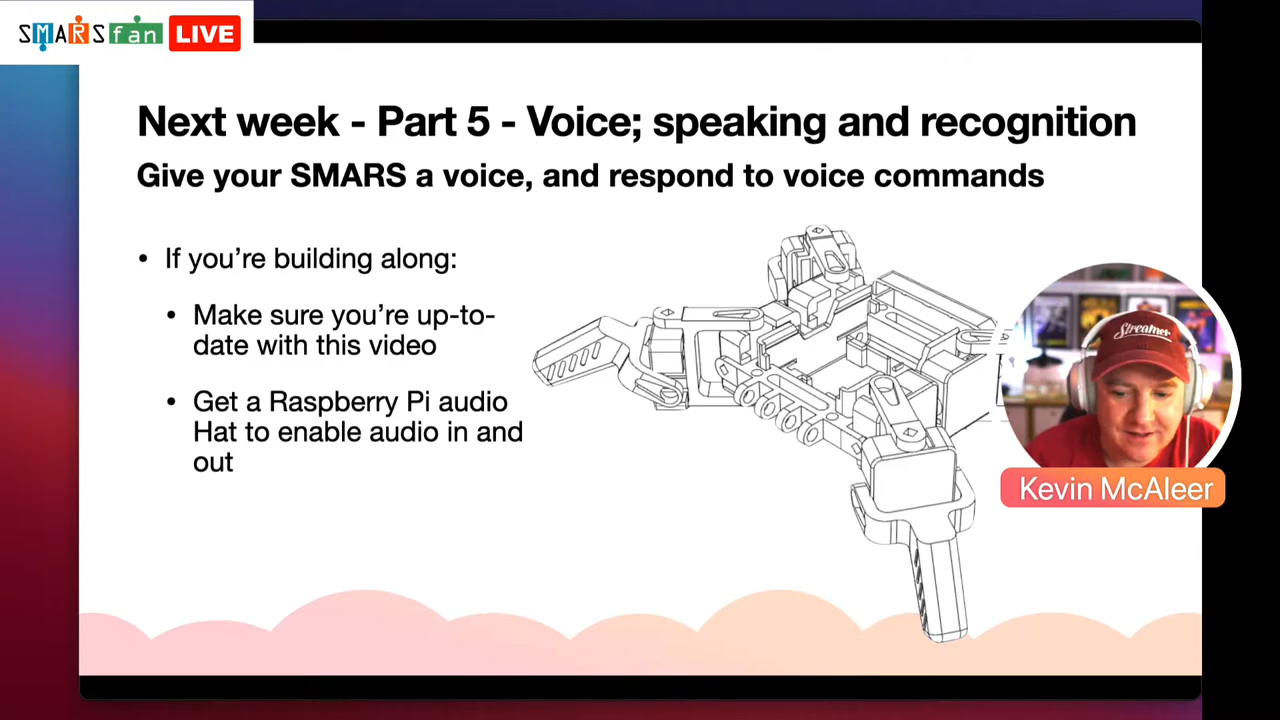 SMARS fan LIVE
Next week - Part 5 - Voice; speaking and recognition
Give your SMARS a voice, and respond to voice commands
• If you’re building along:
• Make sure you’re up-to-
date with this video
• Get a Raspberry Pi audio
Hat to enable audio in and
out
Streamer
Kevin McAleer